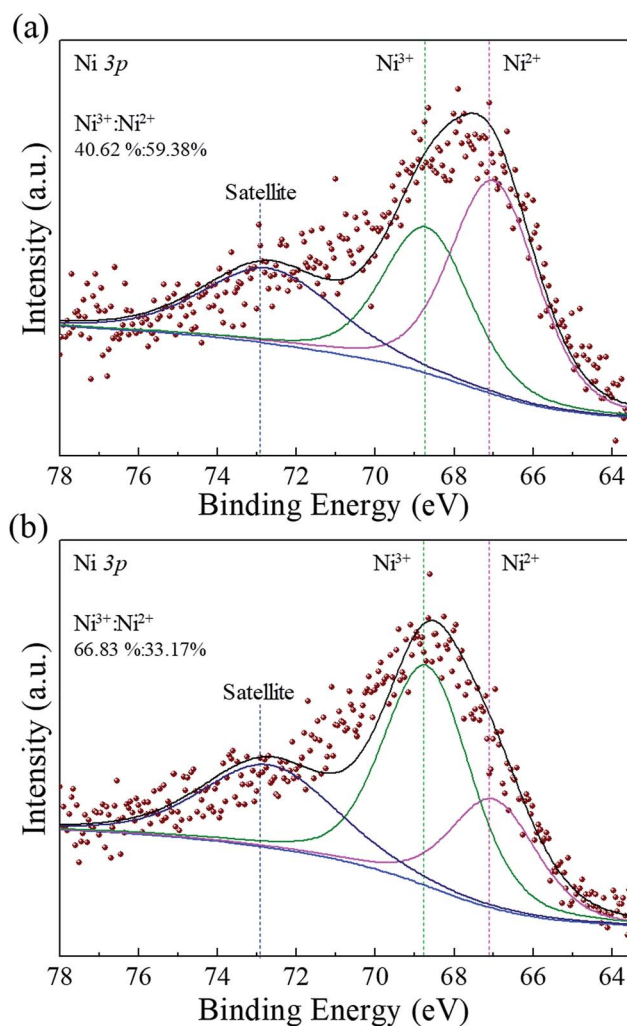 (a)
Ni 3p
Ni³⁺
Ni²⁺
Ni³⁺:Ni²⁺
40.62 %:59.38%
Satellite
Intensity (a.u.)
78 76 74 72 70 68 66 64
Binding Energy (eV)
(b)
Ni 3p
Ni³⁺
Ni²⁺
Ni³⁺:Ni²⁺
66.83 %:33.17%
Satellite
Intensity (a.u.)
78 76 74 72 70 68 66 64
Binding Energy (eV)